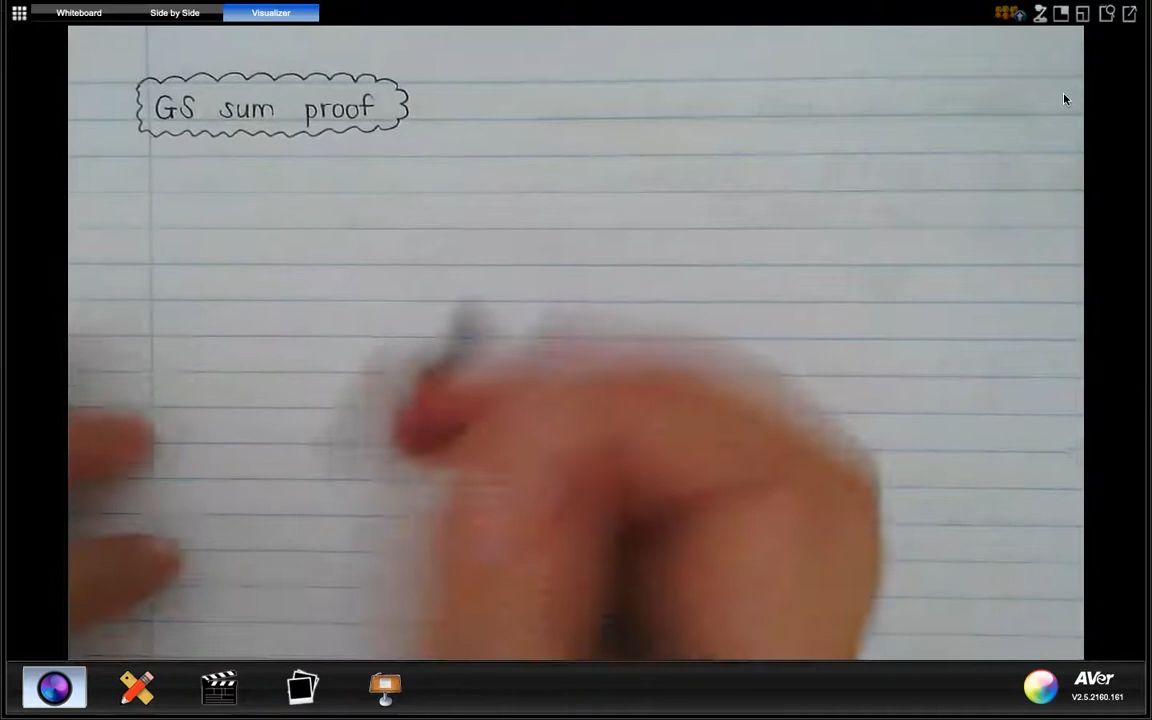 Whiteboard
Side by Side
Visualizer
GS sum proof
AVer
V2.5.2160.161